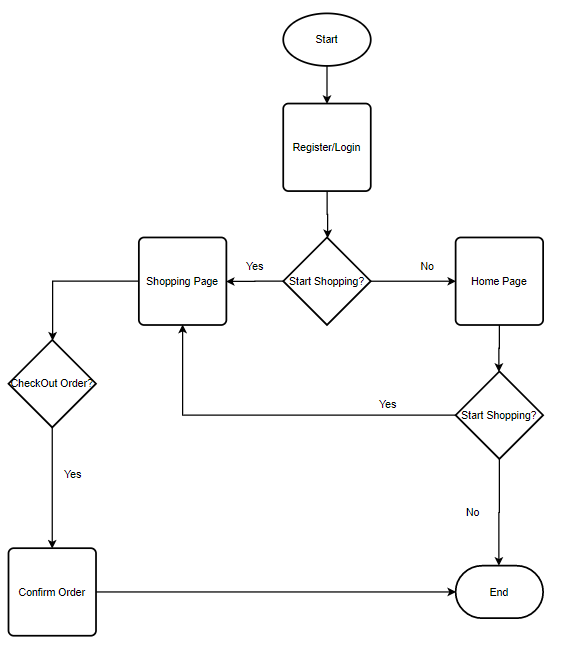 Start
Register/Login
Yes
No
Shopping Page
Start Shopping?
Home Page
CheckOut Order?
Yes
Start Shopping?
Yes
No
Confirm Order
End